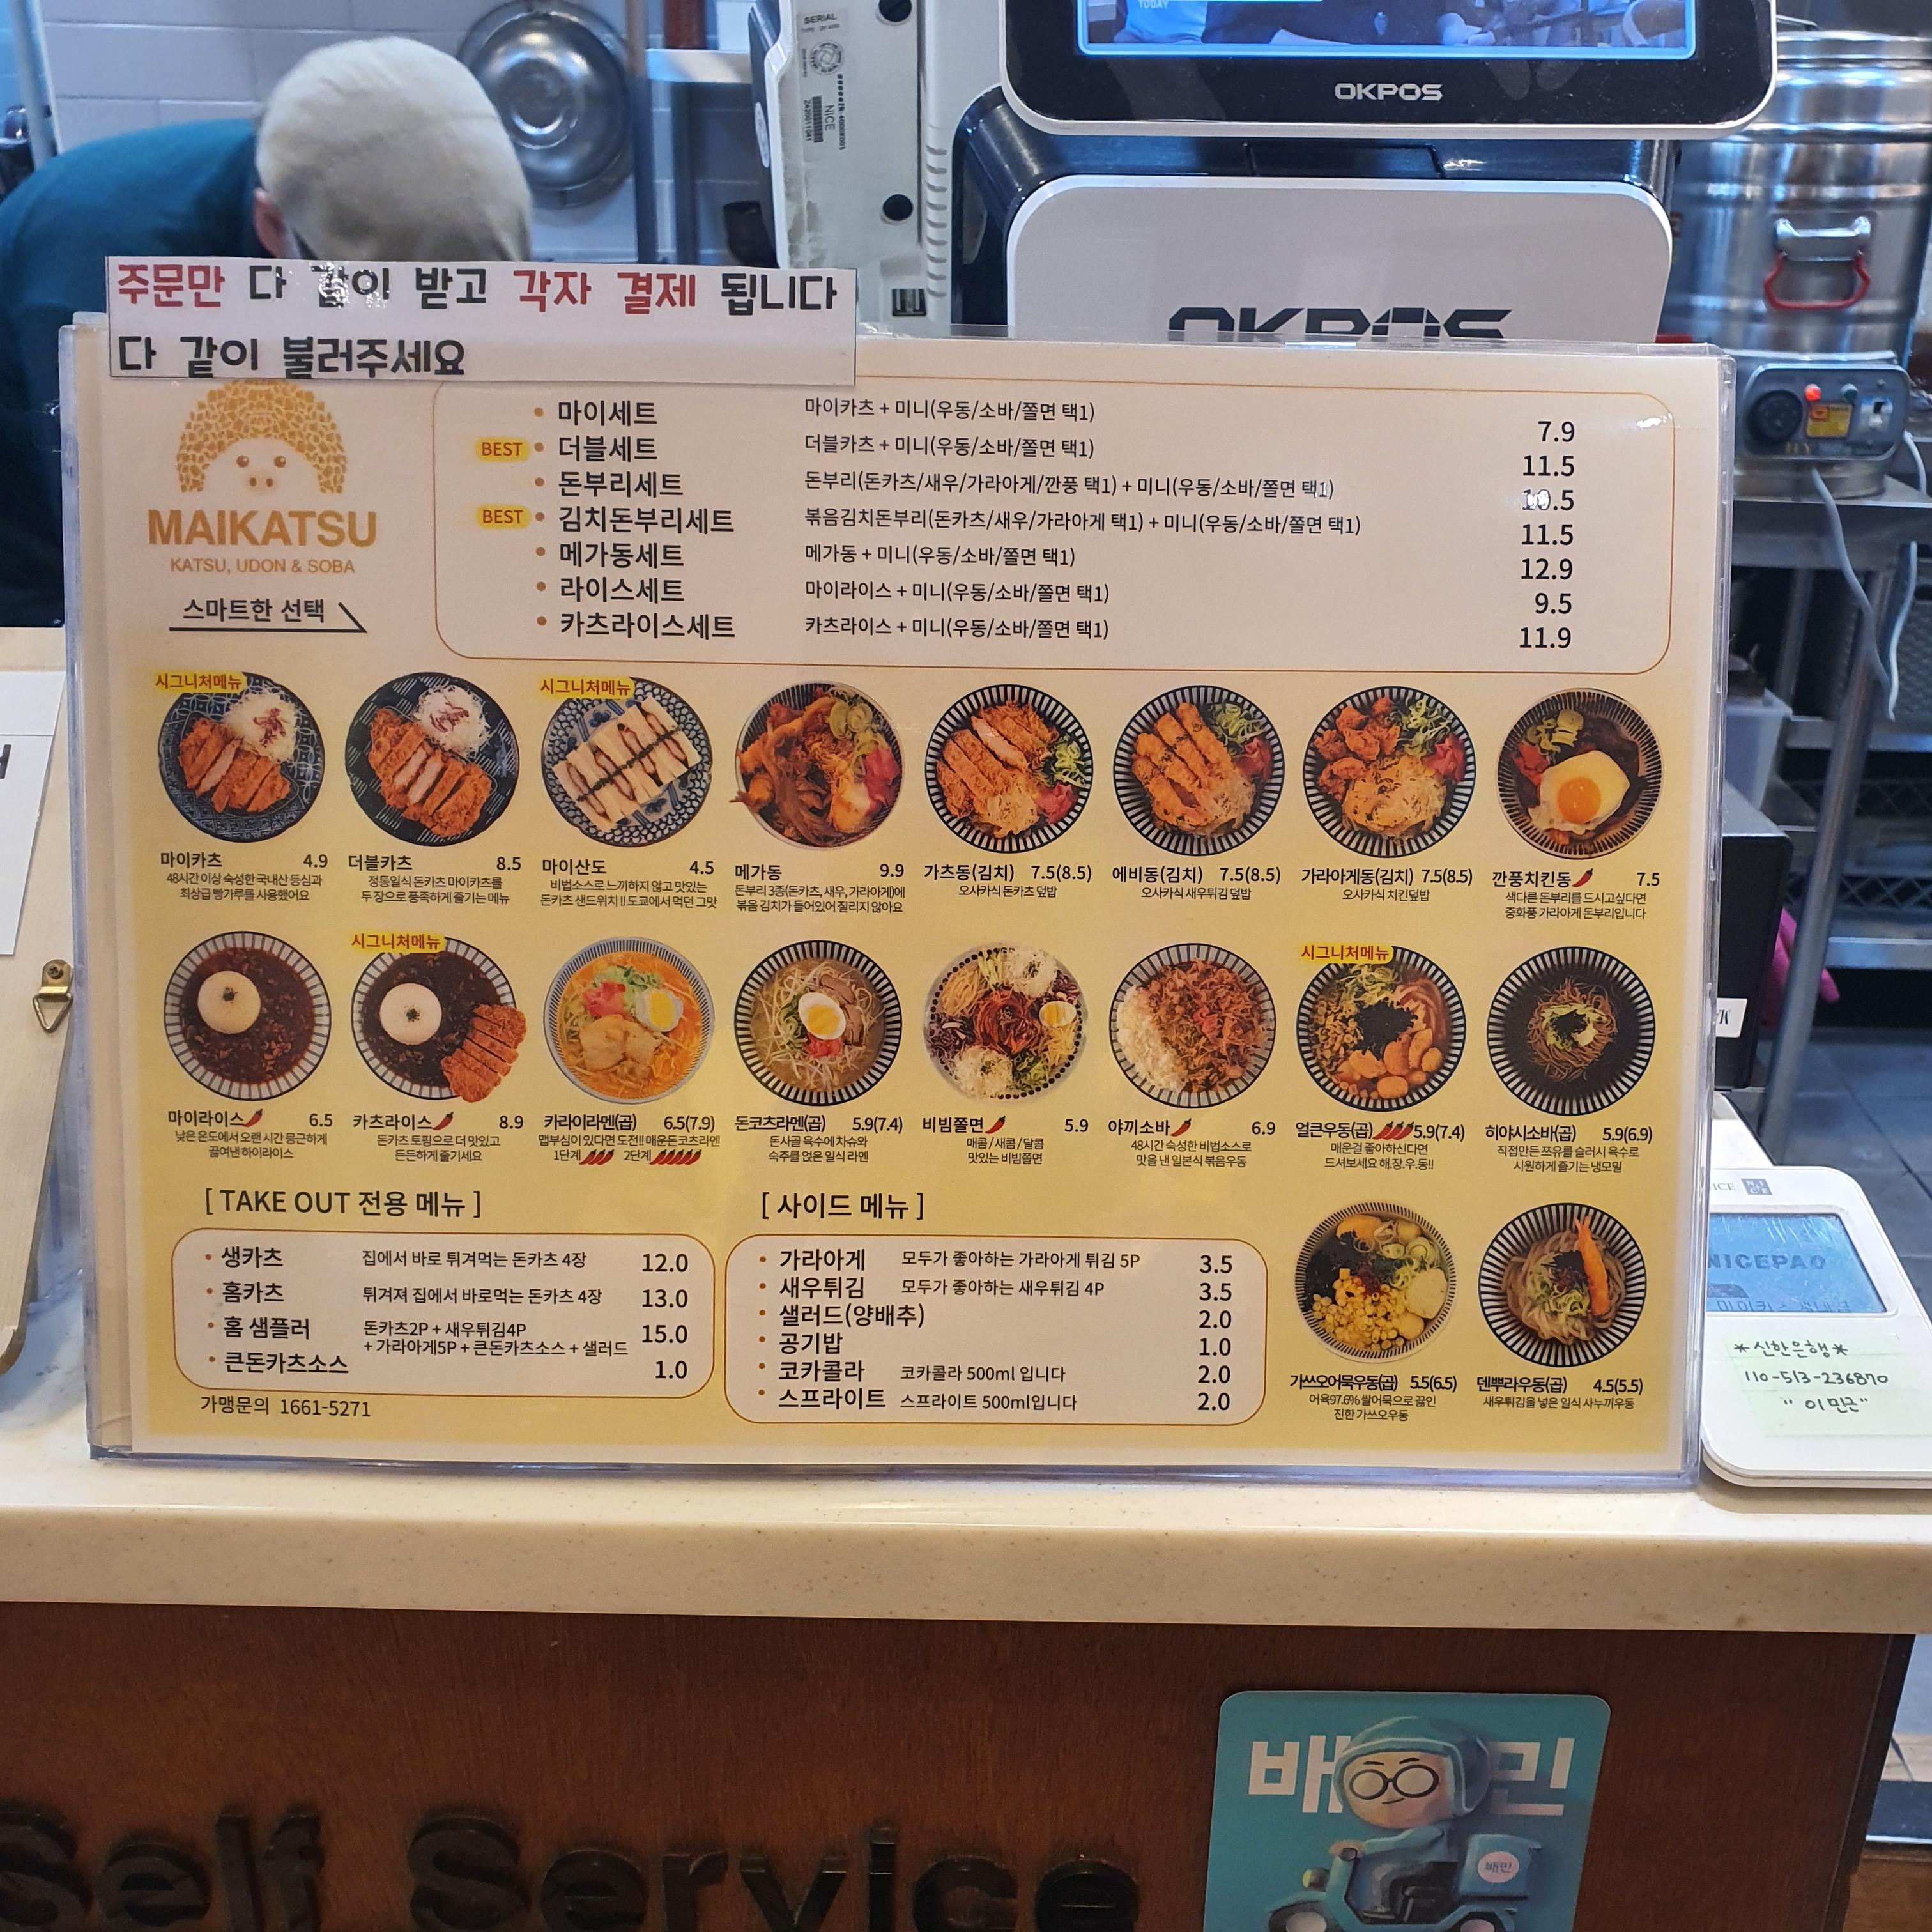 TODAY
OKPOS
SERIAL
NICE
OKPOS
주문만 다 같이 받고 각자 결제 됩니다
다 같이 불러주세요
MAIKATSU
KATSU, UDON & SOBA
스마트한 선택
마이세트 마이카츠 + 미니(우동/소바/쫄면 택1) 7.9
BEST 더블세트 더블카츠 + 미니(우동/소바/쫄면 택1) 11.5
돈부리세트 돈부리(돈카츠/새우/가라아게/깐풍 택1) + 미니(우동/소바/쫄면 택1) 10.5
BEST 김치돈부리세트 볶음김치돈부리(돈카츠/새우/가라아게 택1) + 미니(우동/소바/쫄면 택1) 11.5
메가동세트 메가동 + 미니(우동/소바/쫄면 택1) 12.9
라이스세트 마이라이스 + 미니(우동/소바/쫄면 택1) 9.5
카츠라이스세트 카츠라이스 + 미니(우동/소바/쫄면 택1) 11.9
시그니처메뉴
마이카츠 4.9
48시간 이상 숙성한 국내산 등심과
최상급 빵가루를 사용했어요
더블카츠 8.5
정통일식 돈카츠 마이카츠를
두 장으로 풍족하게 즐기는 메뉴
시그니처메뉴
마이산도 4.5
비법소스로 느끼하지 않고 맛있는
돈카츠 샌드위치 !! 도쿄에서 먹던 그맛
메가동 9.9
돈부리 3종(돈카츠, 새우, 가라아게)에
볶음 김치가 들어있어 질리지 않아요
가츠동(김치) 7.5(8.5)
오사카식 돈카츠 덮밥
에비동(김치) 7.5(8.5)
오사카식 새우튀김 덮밥
가라아게동(김치) 7.5(8.5)
오사카식 치킨덮밥
깐풍치킨동 7.5
색다른 돈부리를 드시고싶다면
중화풍 가라아게 돈부리입니다
마이라이스 6.5
낮은 온도에서 오랜 시간 뭉근하게
끓여낸 하이라이스
시그니처메뉴
카츠라이스 8.9
돈카츠 토핑으로 더 맛있고
든든하게 즐기세요
카라이라멘(곱) 6.5(7.9)
맵부심이 있다면 도전!! 매운돈코츠라멘
1단계 2단계
돈코츠라멘(곱) 5.9(7.4)
돈사골 육수에 차슈와
숙주를 얹은 일식 라멘
비빔쫄면 5.9
매콤 / 새콤 / 달콤
맛있는 비빔쫄면
야끼소바 6.9
48시간 숙성한 비법소스로
맛을 낸 일본식 볶음우동
시그니처메뉴
얼큰우동(곱) 5.9(7.4)
매운걸 좋아하신다면
드셔보세요 해.장.우.동!!
히야시소바(곱) 5.9(6.9)
직접만든 쯔유를 슬러시 육수로
시원하게 즐기는 냉모밀
[ TAKE OUT 전용 메뉴 ]
생카츠 집에서 바로 튀겨먹는 돈카츠 4장 12.0
홈카츠 튀겨져 집에서 바로먹는 돈카츠 4장 13.0
홈 샘플러 돈카츠2P + 새우튀김4P
+ 가라아게5P + 큰돈카츠소스 + 샐러드 15.0
큰돈카츠소스 1.0
가맹문의 1661-5271
[ 사이드 메뉴 ]
가라아게 모두가 좋아하는 가라아게 튀김 5P 3.5
새우튀김 모두가 좋아하는 새우튀김 4P 3.5
샐러드(양배추) 2.0
공기밥 1.0
코카콜라 코카콜라 500ml 입니다 2.0
스프라이트 스프라이트 500ml입니다 2.0
가쓰오어묵우동(곱) 5.5(6.5)
어육97.6% 쌀어묵으로 끓인
진한 가쓰오우동
덴뿌라우동(곱) 4.5(5.5)
새우튀김을 넣은 일식 사누끼우동
NICEPAD
*신한은행*
110-513-236870
"이민근"
배민
배민
Self Service